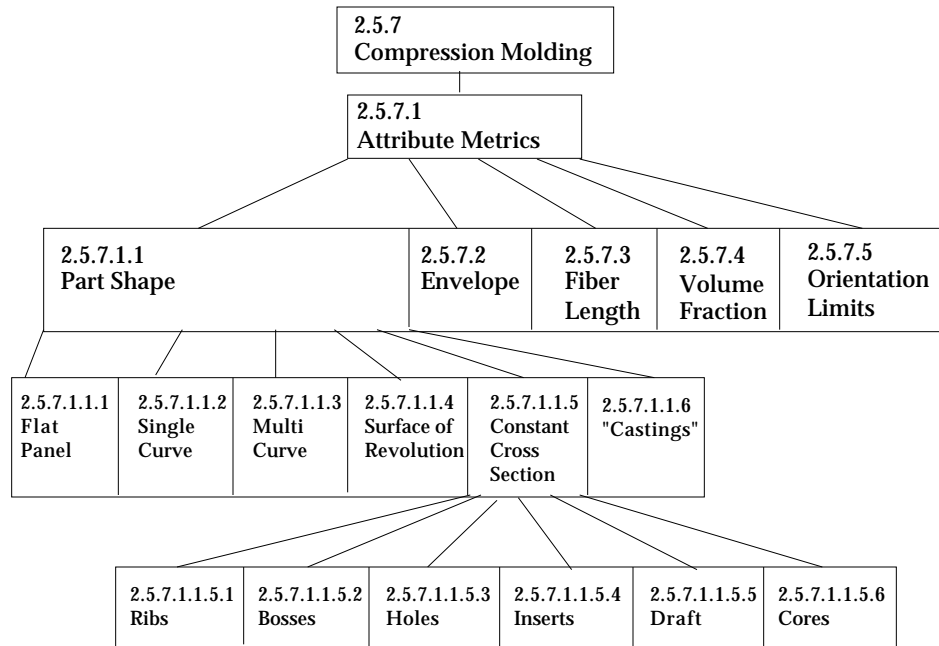 2.5.7
Compression Molding
2.5.7.1
Attribute Metrics
2.5.7.1.1
Part Shape
2.5.7.2
Envelope
2.5.7.3
Fiber
Length
2.5.7.4
Volume
Fraction
2.5.7.5
Orientation
Limits
2.5.7.1.1.1
Flat
Panel
2.5.7.1.1.2
Single
Curve
2.5.7.1.1.3
Multi
Curve
2.5.7.1.1.4
Surface of
Revolution
2.5.7.1.1.5
Constant
Cross
Section
2.5.7.1.1.6
"Castings"
2.5.7.1.1.5.1
Ribs
2.5.7.1.1.5.2
Bosses
2.5.7.1.1.5.3
Holes
2.5.7.1.1.5.4
Inserts
2.5.7.1.1.5.5
Draft
2.5.7.1.1.5.6
Cores